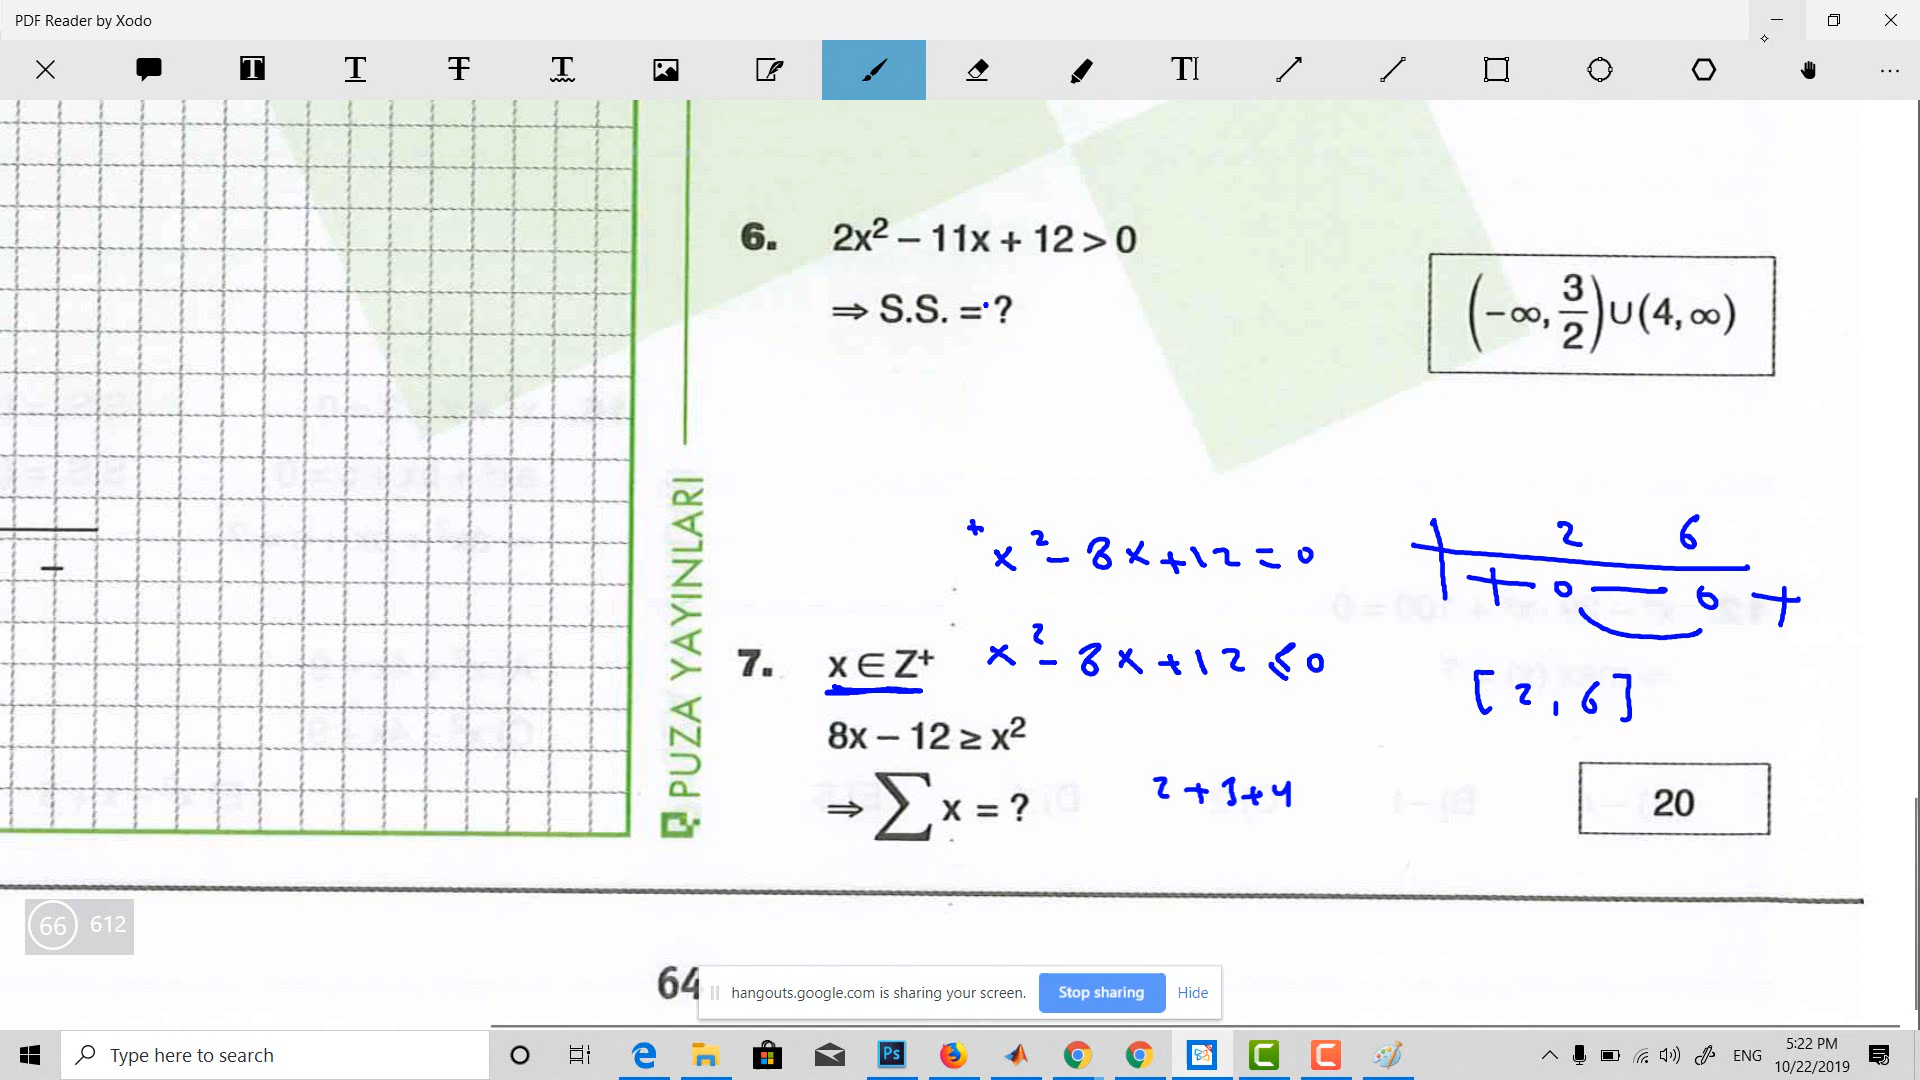 PDF Reader by Xodo
6. 2x² – 11x + 12 > 0
⇒ S.S. = ?
(–∞, 3/2) ∪ (4, ∞)
PUZA YAYINLARI
+
x² - 8x + 12 = 0
2 6
+ 0 — 0 +
7. x ∈ Z⁺
x² - 8x + 12 ≤ 0
[2, 6]
8x – 12 ≥ x²
⇒ ∑ x = ?
2 + 3 + 4
20
66 612
64
hangouts.google.com is sharing your screen. Stop sharing Hide
Type here to search
ENG
5:22 PM
10/22/2019